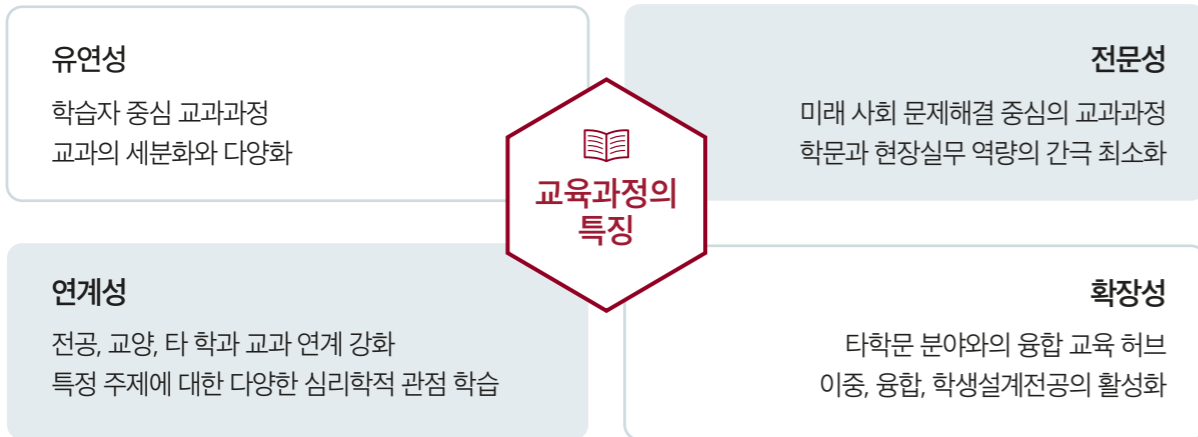 유연성
학습자 중심 교과과정
교과의 세분화와 다양화
전문성
미래 사회 문제해결 중심의 교과과정
학문과 현장실무 역량의 간극 최소화
교육과정의
특징
연계성
전공, 교양, 타 학과 교과 연계 강화
특정 주제에 대한 다양한 심리학적 관점 학습
확장성
타학문 분야와의 융합 교육 허브
이중, 융합, 학생설계전공의 활성화